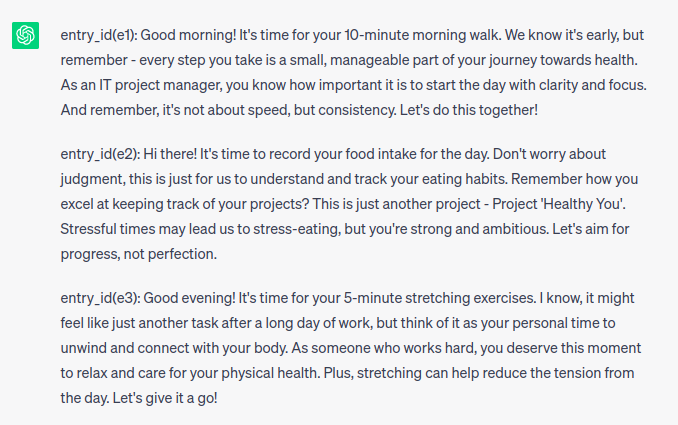 entry_id(e1): Good morning! It's time for your 10-minute morning walk. We know it's early, but
remember - every step you take is a small, manageable part of your journey towards health.
As an IT project manager, you know how important it is to start the day with clarity and focus.
And remember, it's not about speed, but consistency. Let's do this together!
entry_id(e2): Hi there! It's time to record your food intake for the day. Don't worry about
judgment, this is just for us to understand and track your eating habits. Remember how you
excel at keeping track of your projects? This is just another project - Project 'Healthy You'.
Stressful times may lead us to stress-eating, but you're strong and ambitious. Let's aim for
progress, not perfection.
entry_id(e3): Good evening! It's time for your 5-minute stretching exercises. I know, it might
feel like just another task after a long day of work, but think of it as your personal time to
unwind and connect with your body. As someone who works hard, you deserve this moment
to relax and care for your physical health. Plus, stretching can help reduce the tension from
the day. Let's give it a go!